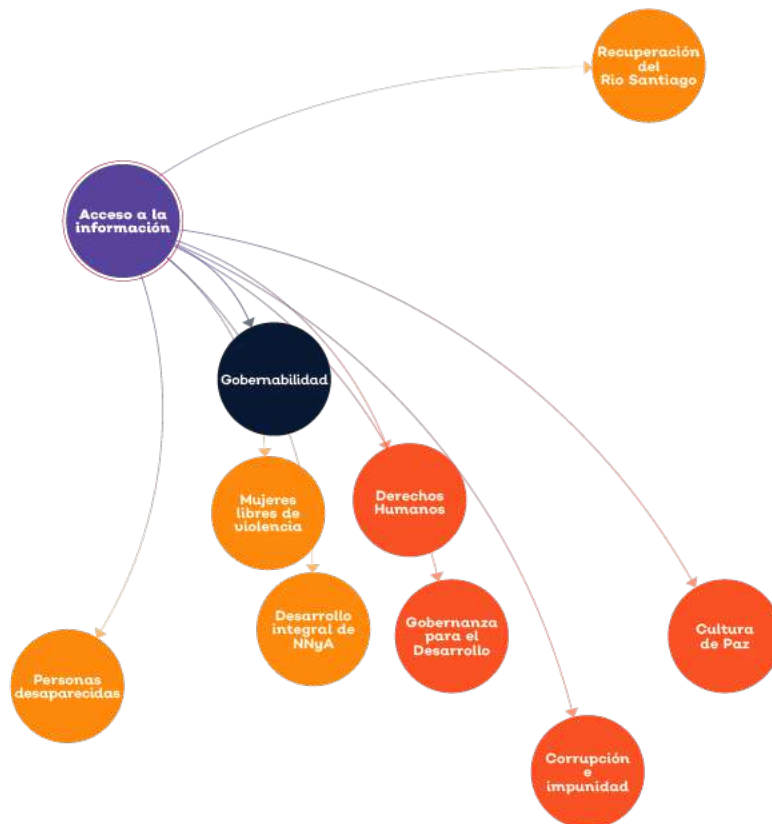 Recuperación
del
Rio Santiago
Acceso a la
información
Gobernabilidad
Mujeres
libres de
violencia
Derechos
Humanos
Desarrollo
integral de
NNyA
Gobernanza
para el
Desarrollo
Cultura
de Paz
Personas
desaparecidas
Corrupción
e
impunidad